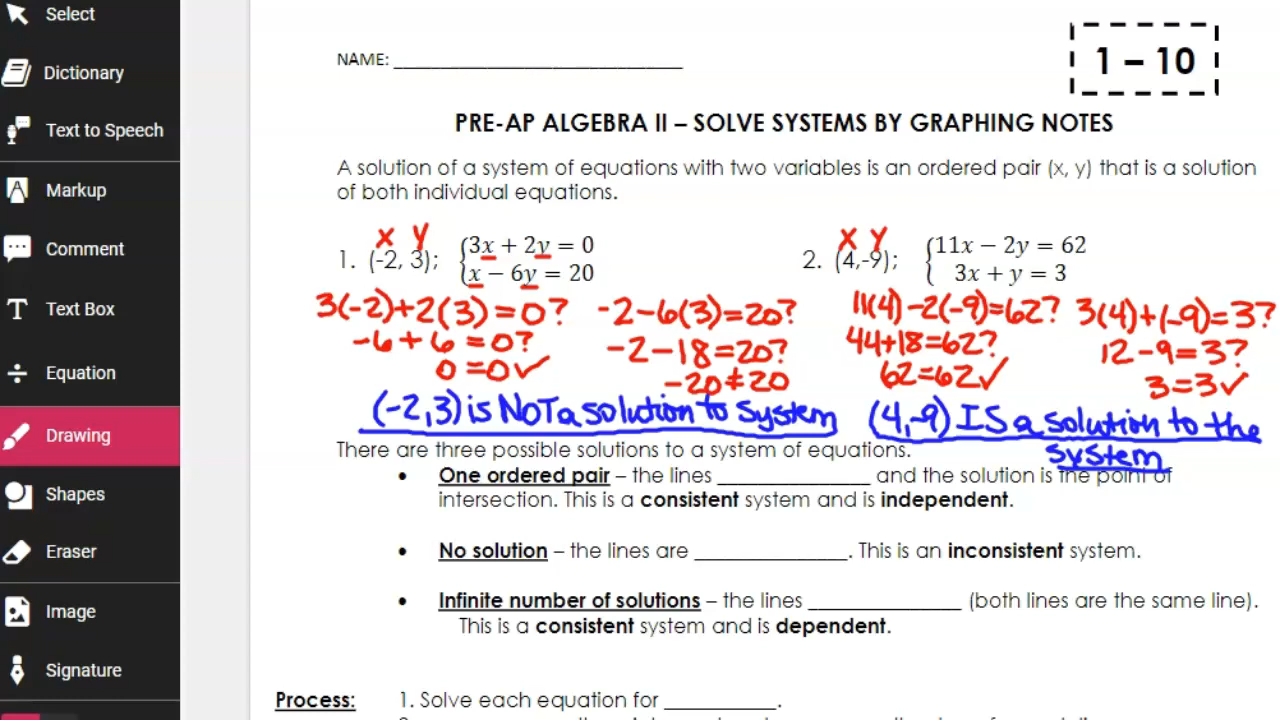 Select
Dictionary
Text to Speech
Markup
Comment
Text Box
Equation
Drawing
Shapes
Eraser
Image
Signature
NAME:
1 – 10
PRE-AP ALGEBRA II – SOLVE SYSTEMS BY GRAPHING NOTES
A solution of a system of equations with two variables is an ordered pair (x, y) that is a solution
of both individual equations.
x y
1. (-2, 3); {3x + 2y = 0
x − 6y = 20
3(-2)+2(3)=0?
-6+6=0?
0=0✓
-2-6(3)=20?
-2-18=20?
-20≠20
(-2,3) is NOT a solution to system
x y
2. (4,-9); {11x − 2y = 62
3x + y = 3
11(4)-2(-9)=62?
44+18=62?
62=62✓
3(4)+(-9)=3?
12-9=3?
3=3✓
(4,-9) IS a solution to the
system
There are three possible solutions to a system of equations.
• One ordered pair – the lines ______________ and the solution is the point of
intersection. This is a consistent system and is independent.
• No solution – the lines are ______________. This is an inconsistent system.
• Infinite number of solutions – the lines ______________ (both lines are the same line).
This is a consistent system and is dependent.
Process: 1. Solve each equation for __________.